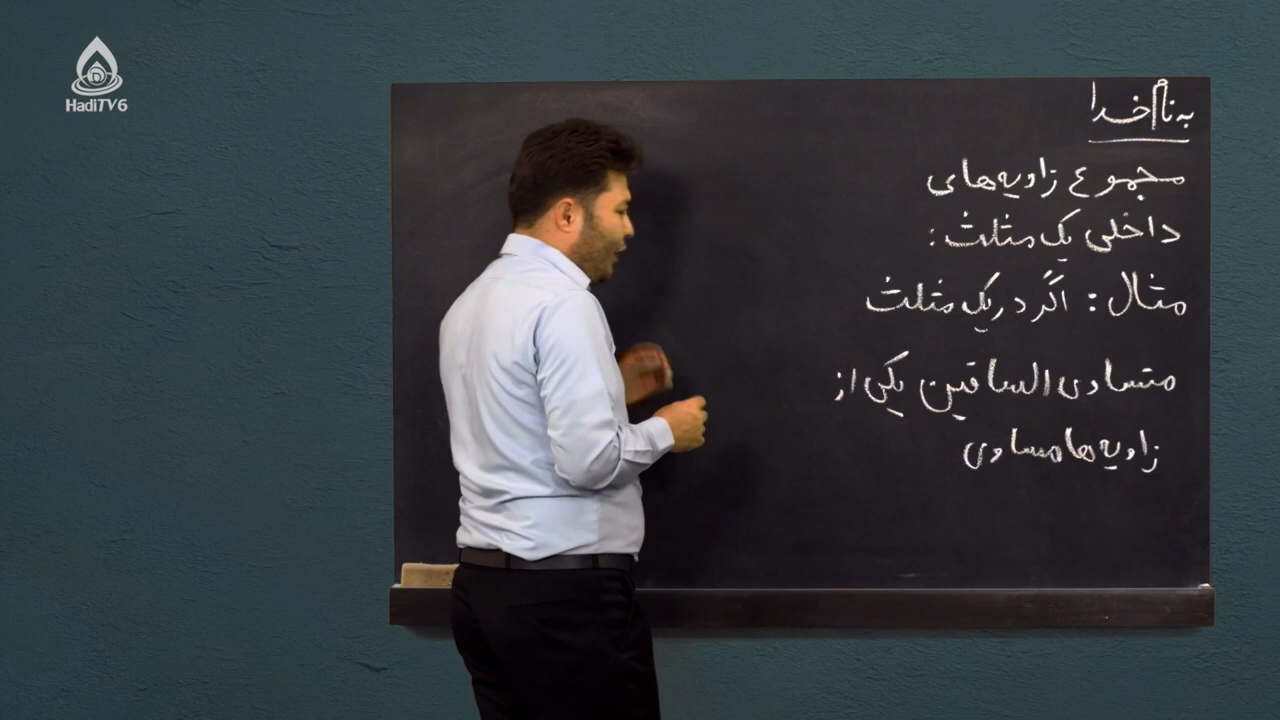 HadiTV6
به نام خدا
مجموع زاویه‌های
داخلی یک مثلث :
مثال : اگر در یک مثلث
متساوی الساقین یکی از
زاویه ها مساوی